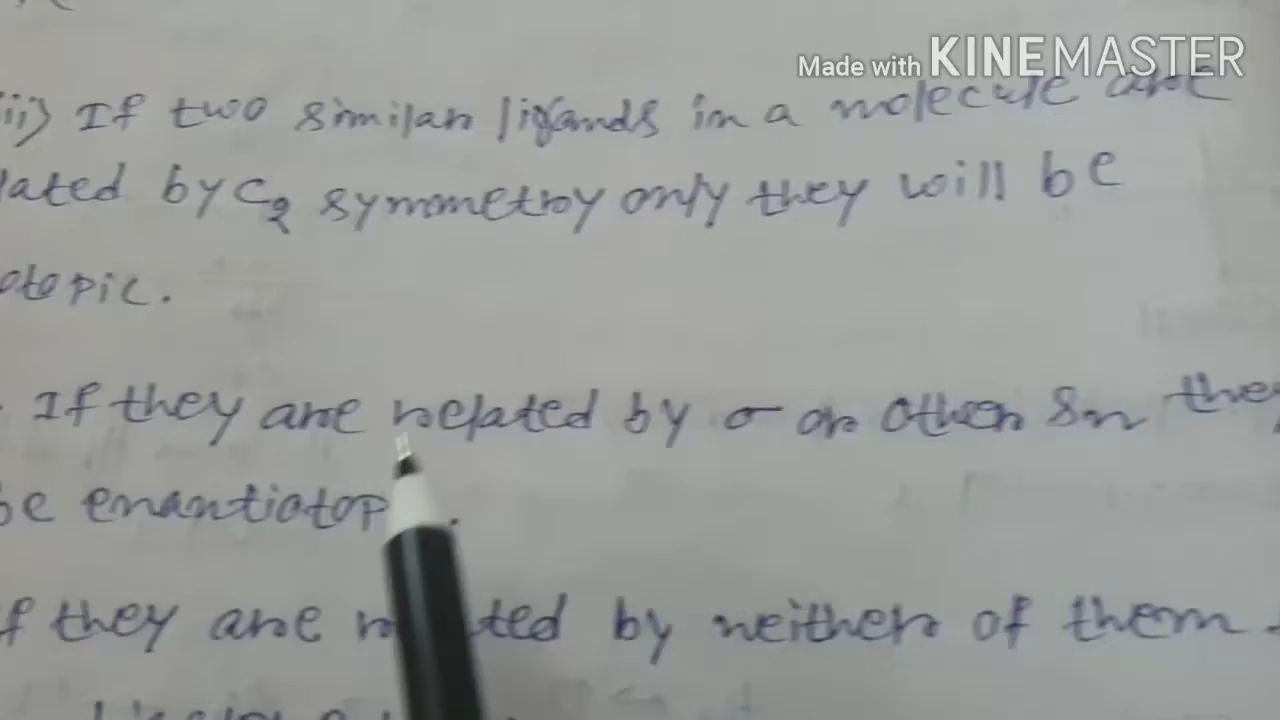 Made with KINEMASTER
ii) If two similar ligands in a molecule are
lated by C2 symmetry only they will be
otopic.
If they are related by σ or other Sn the
be enantiotop .
f they are r ted by neither of them